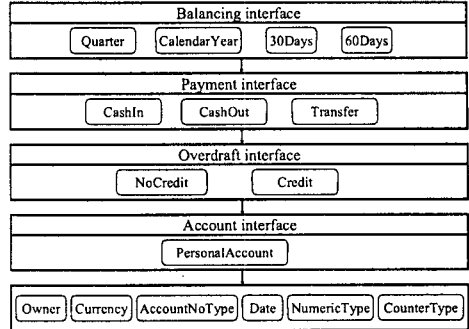 Balancing interface
Quarter CalendarYear 30Days 60Days
Payment interface
CashIn CashOut Transfer
Overdraft interface
NoCredit Credit
Account interface
PersonalAccount
Owner Currency AccountNoType Date NumericType CounterType